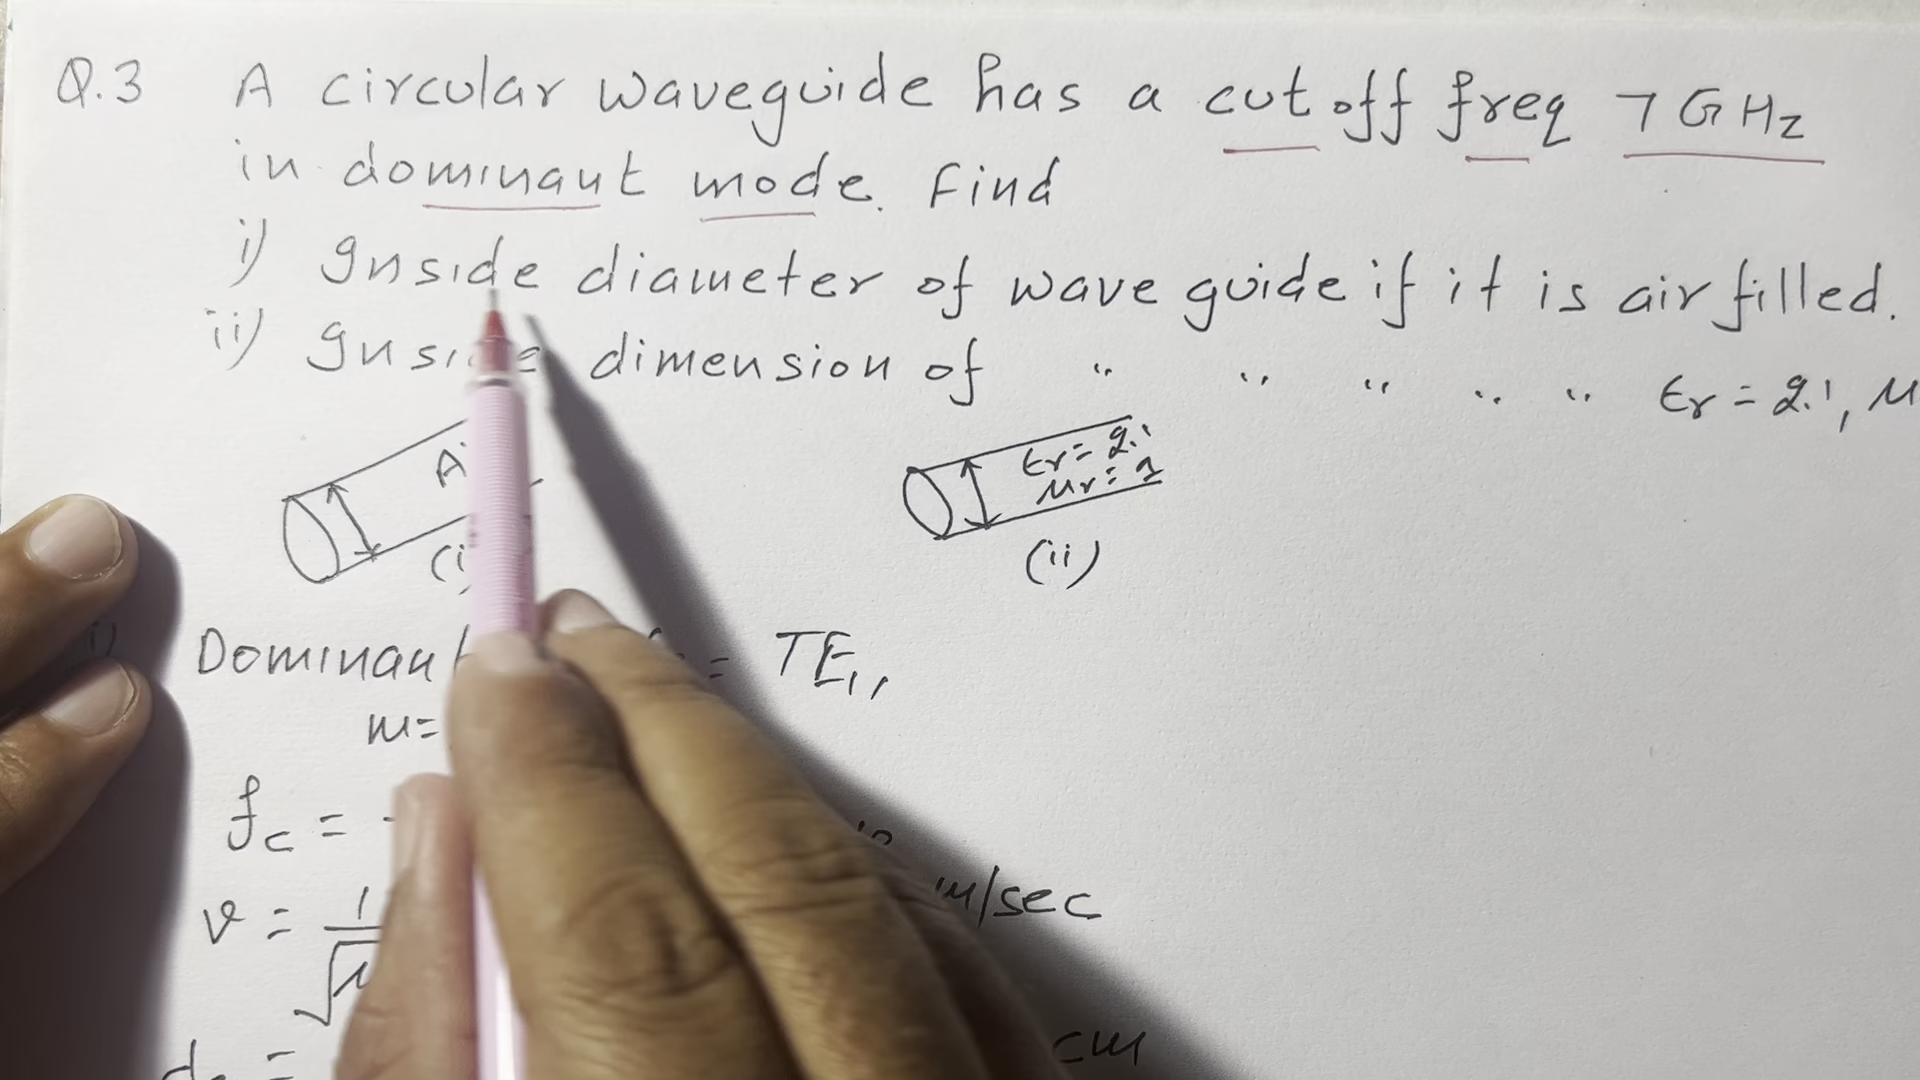 Q.3 A circular waveguide has a cut off freq 7 GHz
in dominant mode. Find
i) Inside diameter of wave guide if it is air filled.
ii) Inside dimension of " " " " " εr = 2.1, μ
εr = 2.1
μr = 1
(ii)
i) Dominant = TE11
m=
fc =
v = 1 m/sec
√μ
= cm